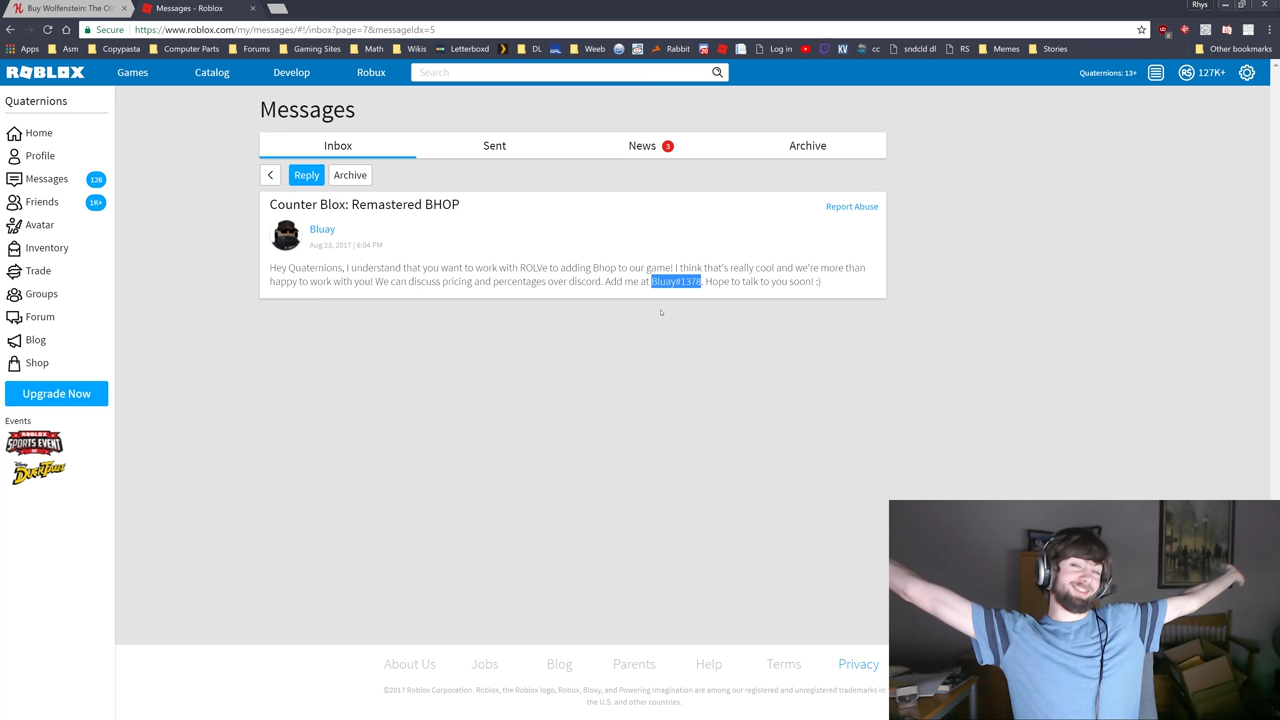 Buy Wolfenstein: The Old
Messages - Roblox
Rhys
Secure https://www.roblox.com/my/messages/#!/inbox?page=7&messageIdx=5
Apps Asm Copypasta Computer Parts Forums Gaming Sites Math Wikis Letterboxd DL Weeb cc Rabbit Log in KV cc sndcld dl RS Memes Stories Other bookmarks
ROBLOX Games Catalog Develop Robux Search Quaternions: 13+ R$ 127K+
Quaternions
Home
Profile
Messages 126
Friends 1K+
Avatar
Inventory
Trade
Groups
Forum
Blog
Shop
Upgrade Now
Events
ROBLOX SPORTS EVENT
DUCKTALES
Messages
Inbox Sent News 3 Archive
Reply Archive
Counter Blox: Remastered BHOP
Report Abuse
Bluay
Aug 23, 2017 | 6:04 PM
Hey Quaternions, I understand that you want to work with ROLVe to adding Bhop to our game! I think that's really cool and we're more than
happy to work with you! We can discuss pricing and percentages over discord. Add me at Bluay#1378. Hope to talk to you soon! :)
About Us Jobs Blog Parents Help Terms Privacy
©2017 Roblox Corporation. Roblox, the Roblox logo, Robux, Bloxy, and Powering Imagination are among our registered and unregistered trademarks in
the U.S. and other countries.